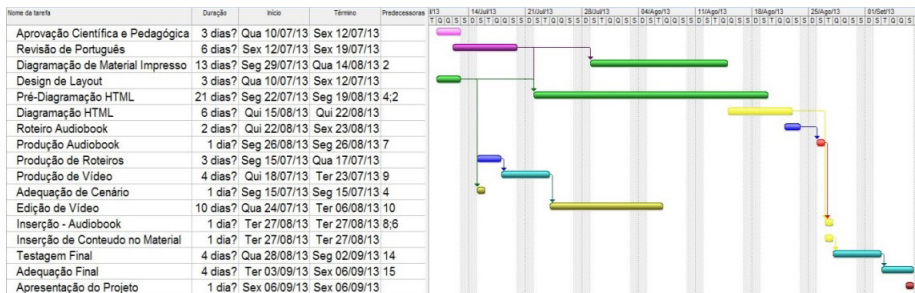 Nome da tarefa Duração Início Término Predecessoras l/13 14/Jul/13 21/Jul/13 28/Jul/13 04/Ago/13 11/Ago/13 18/Ago/13 25/Ago/13 01/Set/13
T Q Q S S D S T Q Q S S D S T Q Q S S D S T Q Q S S D S T Q Q S S D S T Q Q S S D S T Q Q S S D S T Q Q S S D S T Q Q S
Aprovação Científica e Pedagógica 3 dias? Qua 10/07/13 Sex 12/07/13
Revisão de Português 6 dias? Sex 12/07/13 Sex 19/07/13
Diagramação de Material Impresso 13 dias? Seg 29/07/13 Qua 14/08/13 2
Design de Layout 3 dias? Qua 10/07/13 Sex 12/07/13
Pré-Diagramação HTML 21 dias? Seg 22/07/13 Seg 19/08/13 4;2
Diagramação HTML 6 dias? Qui 15/08/13 Qui 22/08/13
Roteiro Audiobook 2 dias? Qui 22/08/13 Sex 23/08/13
Produção Audiobook 1 dia? Seg 26/08/13 Seg 26/08/13 7
Produção de Roteiros 3 dias? Seg 15/07/13 Qua 17/07/13
Produção de Vídeo 4 dias? Qui 18/07/13 Ter 23/07/13 9
Adequação de Cenário 1 dia? Seg 15/07/13 Seg 15/07/13 4
Edição de Vídeo 10 dias? Qua 24/07/13 Ter 06/08/13 10
Inserção - Audiobook 1 dia? Ter 27/08/13 Ter 27/08/13 8;6
Inserção de Conteudo no Material 1 dia? Ter 27/08/13 Ter 27/08/13
Testagem Final 4 dias? Qua 28/08/13 Seg 02/09/13 14
Adequação Final 4 dias? Ter 03/09/13 Sex 06/09/13 15
Apresentação do Projeto 1 dia? Sex 06/09/13 Sex 06/09/13